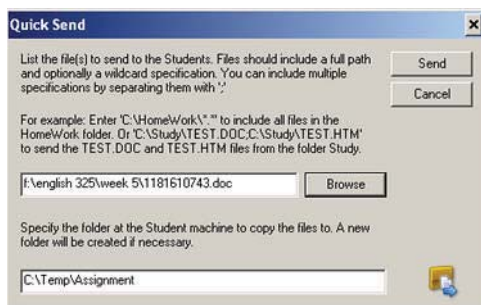 Quick Send
List the file(s) to send to the Students. Files should include a full path
and optionally a wildcard specification. You can include multiple
specifications by separating them with ';'
Send
Cancel
For example: Enter 'C:\HomeWork\*.*' to include all files in the
HomeWork folder. Or 'C:\Study\TEST.DOC;C:\Study\TEST.HTM'
to send the TEST.DOC and TEST.HTM files from the folder Study.
f:\english 325\week 5\1181610743.doc
Browse
Specify the folder at the Student machine to copy the files to. A new
folder will be created if necessary.
C:\Temp\Assignment